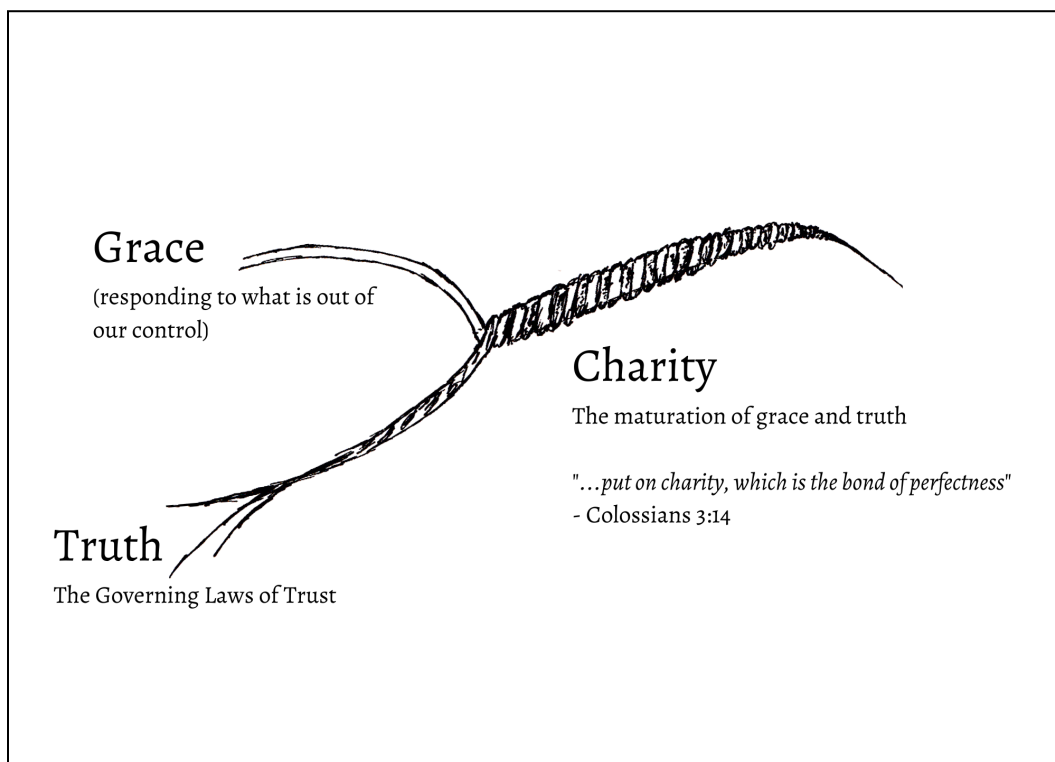 Grace
(responding to what is out of
our control)
Charity
The maturation of grace and truth
"...put on charity, which is the bond of perfectness"
- Colossians 3:14
Truth
The Governing Laws of Trust